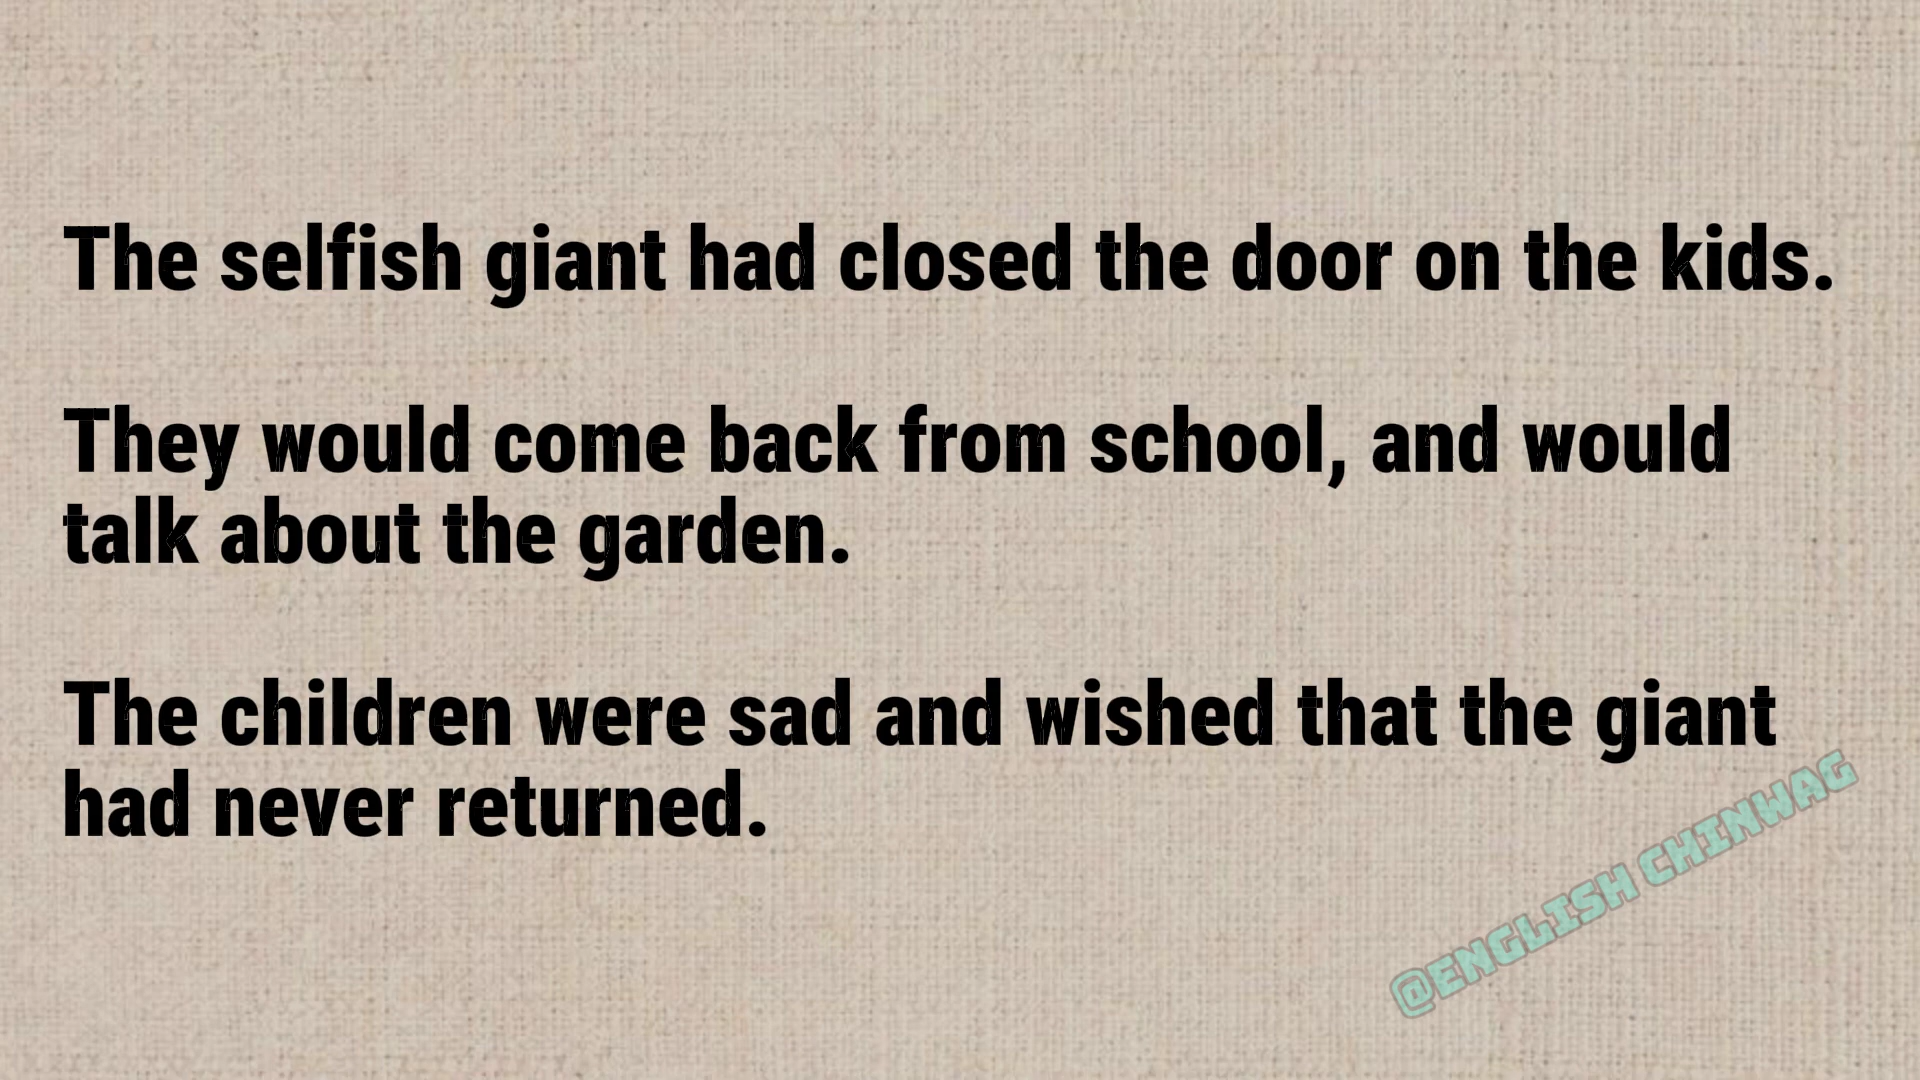 The selfish giant had closed the door on the kids.
They would come back from school, and would
talk about the garden.
The children were sad and wished that the giant
had never returned.
@ENGLISH CHINWAG